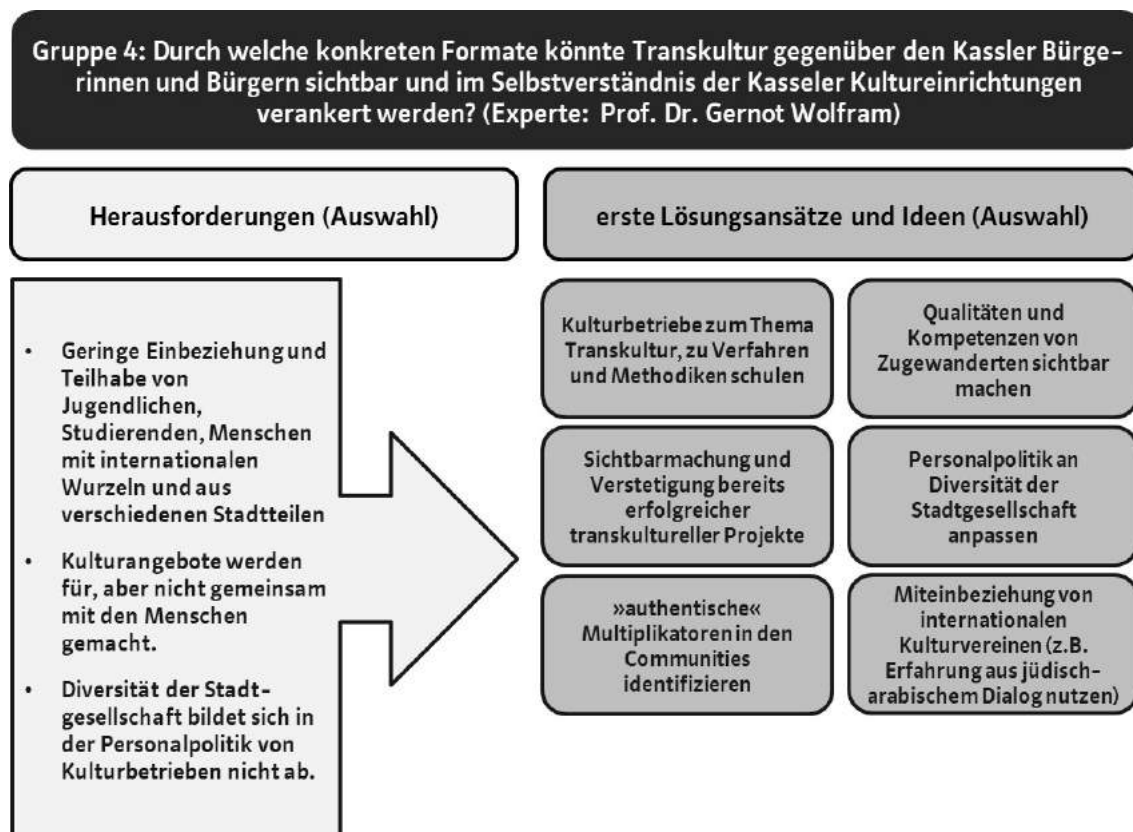 Gruppe 4: Durch welche konkreten Formate könnte Transkultur gegenüber den Kassler Bürge-
rinnen und Bürgern sichtbar und im Selbstverständnis der Kasseler Kultureinrichtungen
verankert werden? (Experte: Prof. Dr. Gernot Wolfram)
Herausforderungen (Auswahl)
• Geringe Einbeziehung und
Teilhabe von
Jugendlichen,
Studierenden, Menschen
mit internationalen
Wurzeln und aus
verschiedenen Stadtteilen
• Kulturangebote werden
für, aber nicht gemeinsam
mit den Menschen
gemacht.
• Diversität der Stadt-
gesellschaft bildet sich in
der Personalpolitik von
Kulturbetrieben nicht ab.
erste Lösungsansätze und Ideen (Auswahl)
Kulturbetriebe zum Thema
Transkultur, zu Verfahren
und Methodiken schulen
Qualitäten und
Kompetenzen von
Zugewanderten sichtbar
machen
Sichtbarmachung und
Verstetigung bereits
erfolgreicher
transkultureller Projekte
Personalpolitik an
Diversität der
Stadtgesellschaft
anpassen
»authentische«
Multiplikatoren in den
Communities
identifizieren
Miteinbeziehung von
internationalen
Kulturvereinen (z.B.
Erfahrung aus jüdisch-
arabischem Dialog nutzen)